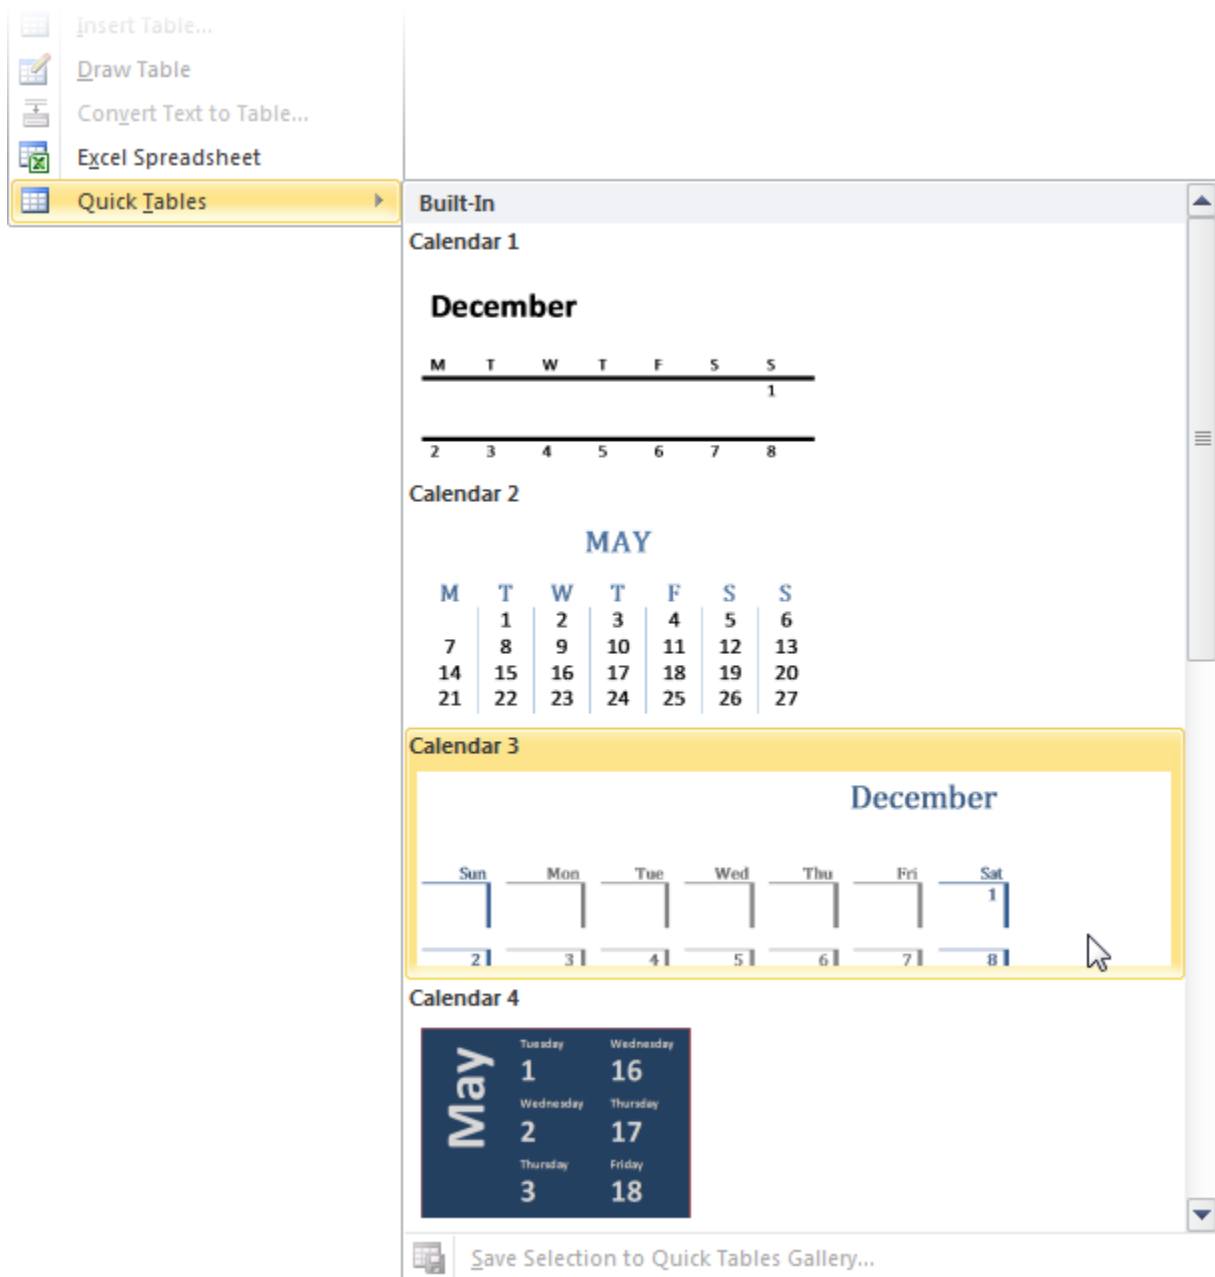 Insert Table...
Draw Table
Convert Text to Table...
Excel Spreadsheet
Quick Tables
Built-In
Calendar 1
December
M T W T F S S
1
2 3 4 5 6 7 8
Calendar 2
MAY
M T W T F S S
1 2 3 4 5 6
7 8 9 10 11 12 13
14 15 16 17 18 19 20
21 22 23 24 25 26 27
Calendar 3
December
Sun Mon Tue Wed Thu Fri Sat
1
2 3 4 5 6 7 8
Calendar 4
May
Tuesday Wednesday
1 16
Wednesday Thursday
2 17
Thursday Friday
3 18
Save Selection to Quick Tables Gallery...